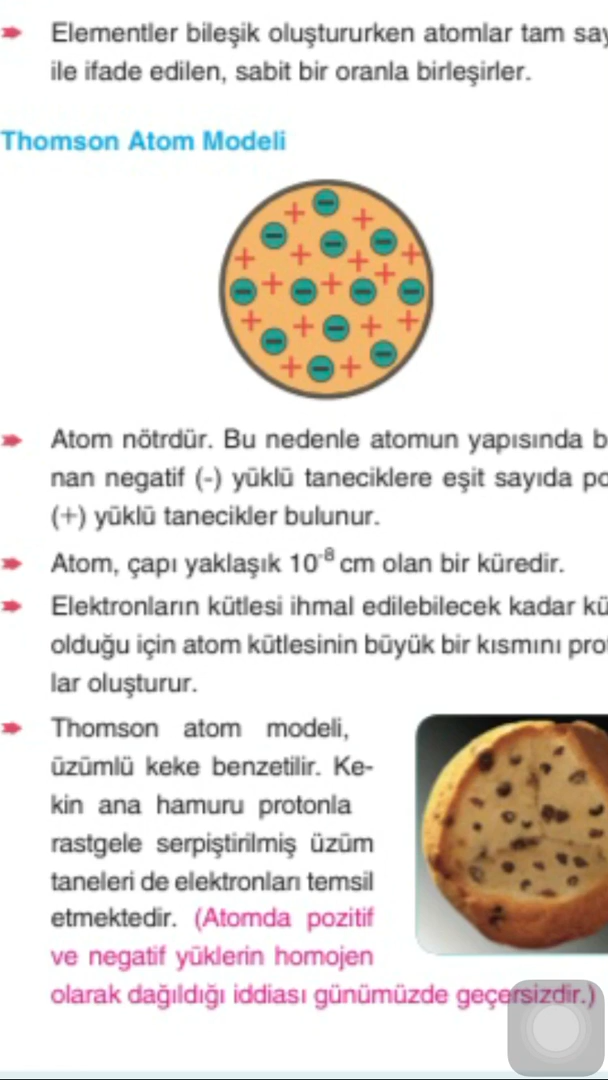 Elementler bileşik oluştururken atomlar tam say
ile ifade edilen, sabit bir oranla birleşirler.
Thomson Atom Modeli
Atom nötrdür. Bu nedenle atomun yapısında b
nan negatif (-) yüklü taneciklere eşit sayıda po
(+) yüklü tanecikler bulunur.
Atom, çapı yaklaşık 10⁻⁸ cm olan bir küredir.
Elektronların kütlesi ihmal edilebilecek kadar kü
olduğu için atom kütlesinin büyük bir kısmını pro
lar oluşturur.
Thomson atom modeli,
üzümlü keke benzetilir. Ke-
kin ana hamuru protonla
rastgele serpiştirilmiş üzüm
taneleri de elektronları temsil
etmektedir. (Atomda pozitif
ve negatif yüklerin homojen
olarak dağıldığı iddiası günümüzde geçersizdir.)